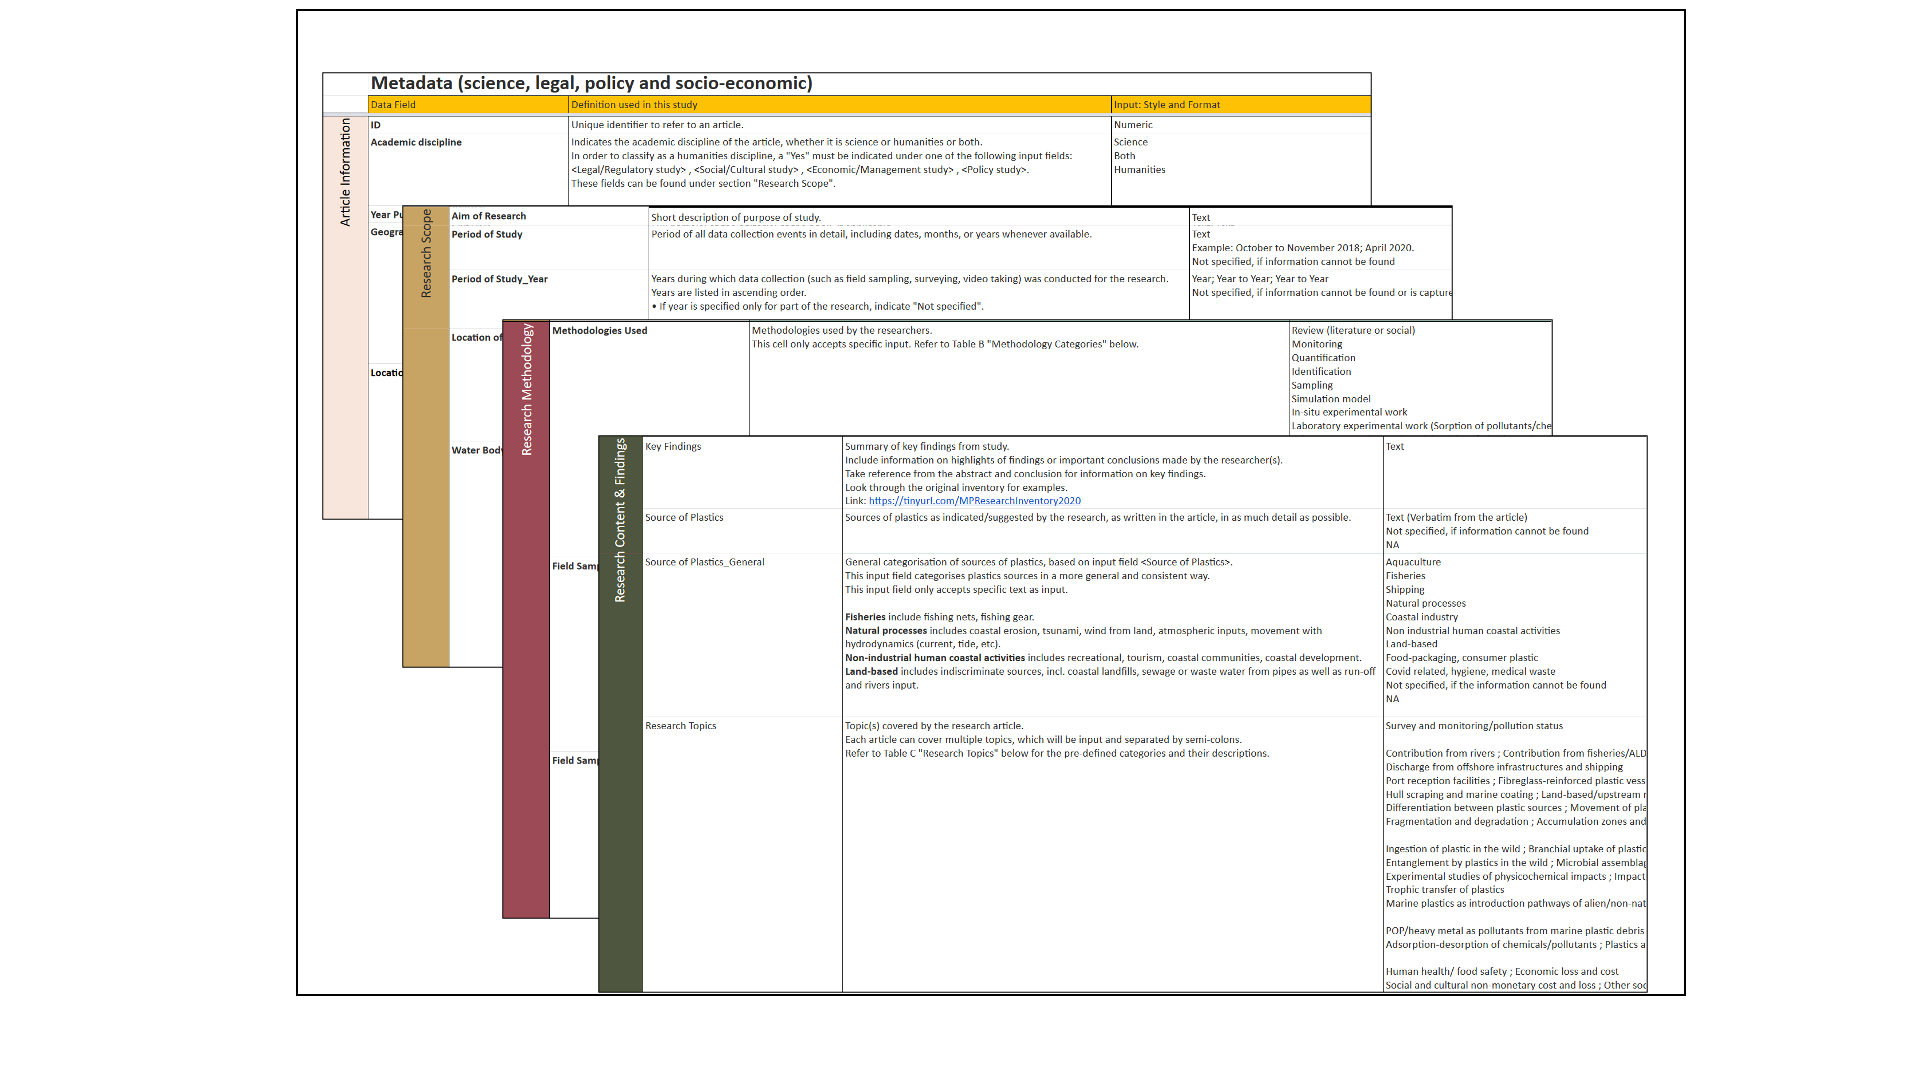 Metadata (science, legal, policy and socio-economic)
Data Field
Definition used in this study
Input: Style and Format
Article Information
ID
Unique identifier to refer to an article.
Numeric
Academic discipline
Indicates the academic discipline of the article, whether it is science or humanities or both.
In order to classify as a humanities discipline, a "Yes" must be indicated under one of the following input fields:
<Legal/Regulatory study> , <Social/Cultural study> , <Economic/Management study> , <Policy study>.
These fields can be found under section "Research Scope".
Science
Both
Humanities
Year Pu
Geogra
Locatio
Research Scope
Aim of Research
Short description of purpose of study.
Text
Period of Study
Period of all data collection events in detail, including dates, months, or years whenever available.
Text
Example: October to November 2018; April 2020.
Not specified, if information cannot be found
Period of Study_Year
Years during which data collection (such as field sampling, surveying, video taking) was conducted for the research.
Years are listed in ascending order.
• If year is specified only for part of the research, indicate "Not specified".
Year; Year to Year; Year to Year
Not specified, if information cannot be found or is capture
Location of
Water Body
Research Methodology
Methodologies Used
Methodologies used by the researchers.
This cell only accepts specific input. Refer to Table B "Methodology Categories" below.
Review (literature or social)
Monitoring
Quantification
Identification
Sampling
Simulation model
In-situ experimental work
Laboratory experimental work (Sorption of pollutants/che
Field Samp
Field Samp
Research Content & Findings
Key Findings
Summary of key findings from study.
Include information on highlights of findings or important conclusions made by the researcher(s).
Take reference from the abstract and conclusion for information on key findings.
Look through the original inventory for examples.
Link: https://tinyurl.com/MPResearchInventory2020
Text
Source of Plastics
Sources of plastics as indicated/suggested by the research, as written in the article, in as much detail as possible.
Text (Verbatim from the article)
Not specified, if information cannot be found
NA
Source of Plastics_General
General categorisation of sources of plastics, based on input field <Source of Plastics>.
This input field categorises plastics sources in a more general and consistent way.
This input field only accepts specific text as input.
Fisheries include fishing nets, fishing gear.
Natural processes includes coastal erosion, tsunami, wind from land, atmospheric inputs, movement with
hydrodynamics (current, tide, etc).
Non-industrial human coastal activities includes recreational, tourism, coastal communities, coastal development.
Land-based includes indiscriminate sources, incl. coastal landfills, sewage or waste water from pipes as well as run-off
and rivers input.
Aquaculture
Fisheries
Shipping
Natural processes
Coastal industry
Non industrial human coastal activities
Land-based
Food-packaging, consumer plastic
Covid related, hygiene, medical waste
Not specified, if the information cannot be found
NA
Research Topics
Topic(s) covered by the research article.
Each article can cover multiple topics, which will be input and separated by semi-colons.
Refer to Table C "Research Topics" below for the pre-defined categories and their descriptions.
Survey and monitoring/pollution status
Contribution from rivers ; Contribution from fisheries/ALD
Discharge from offshore infrastructures and shipping
Port reception facilities ; Fibreglass-reinforced plastic vess
Hull scraping and marine coating ; Land-based/upstream r
Differentiation between plastic sources ; Movement of pla
Fragmentation and degradation ; Accumulation zones and
Ingestion of plastic in the wild ; Branchial uptake of plastic
Entanglement by plastics in the wild ; Microbial assemblag
Experimental studies of physicochemical impacts ; Impact
Trophic transfer of plastics
Marine plastics as introduction pathways of alien/non-nat
POP/heavy metal as pollutants from marine plastic debris
Adsorption-desorption of chemicals/pollutants ; Plastics a
Human health/ food safety ; Economic loss and cost
Social and cultural non-monetary cost and loss ; Other soc